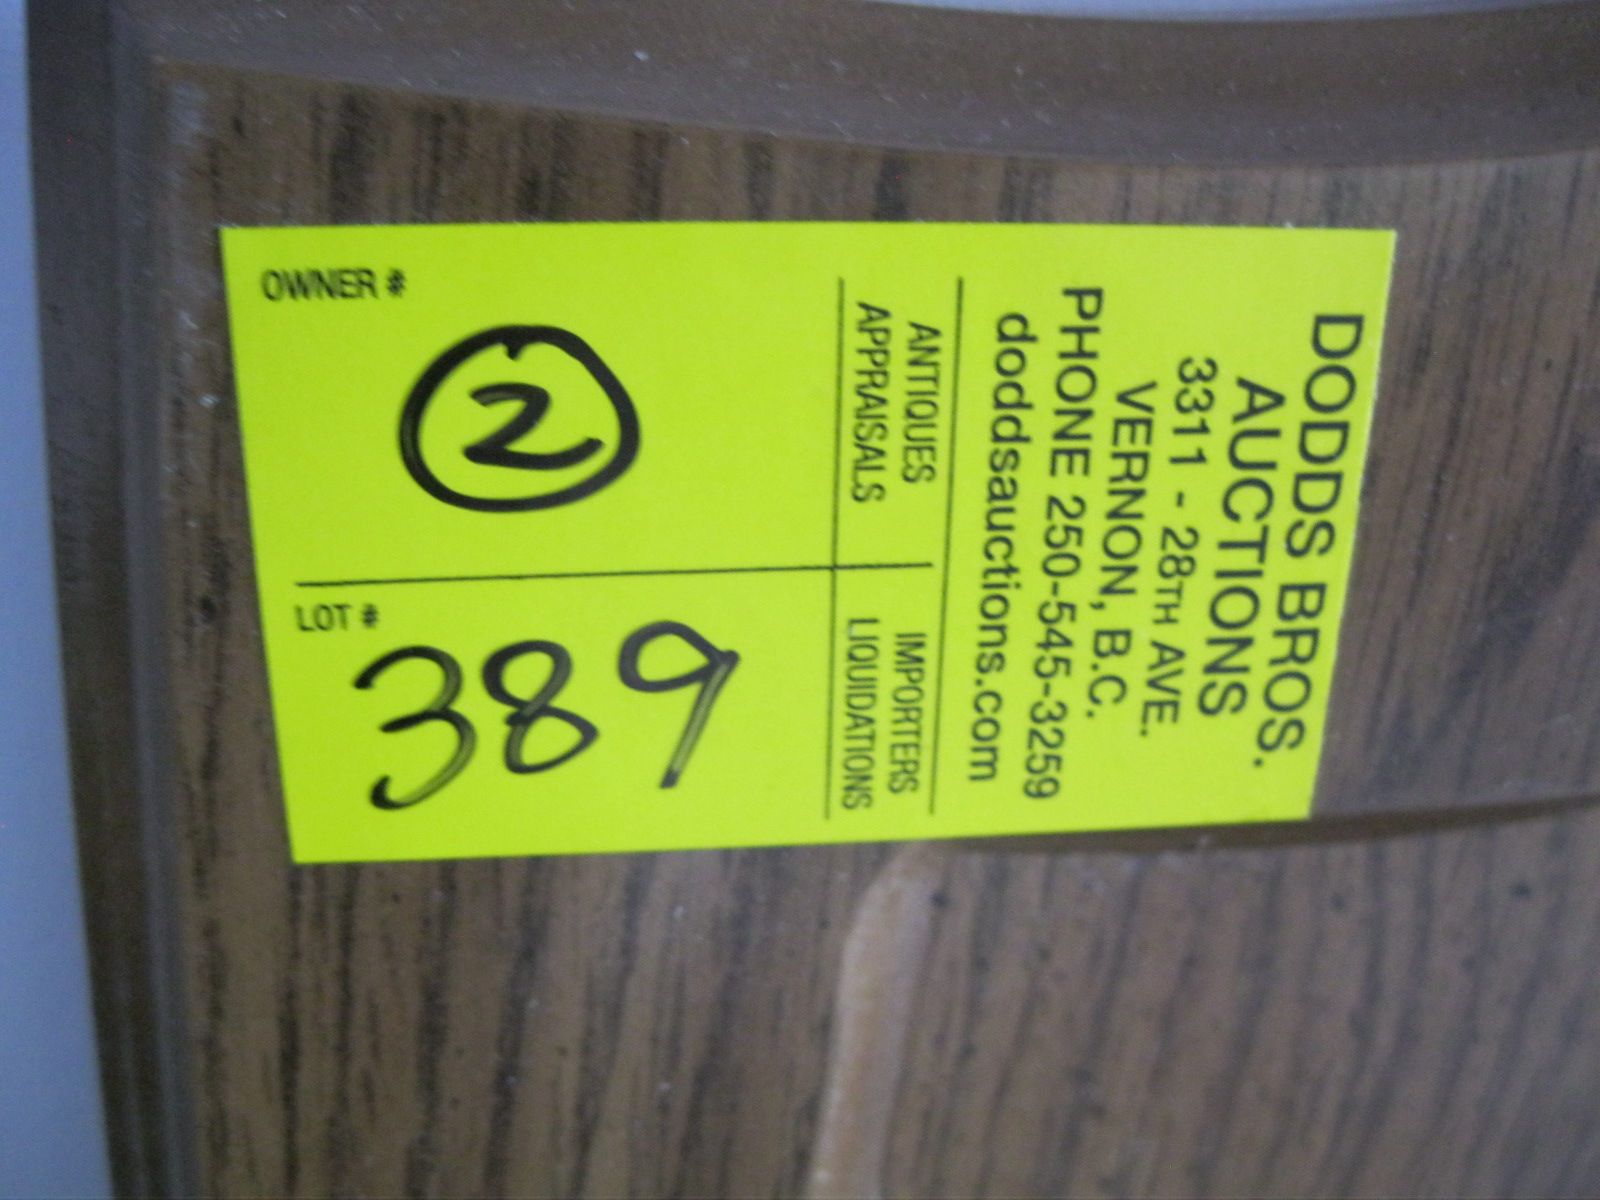 DODDS BROS.
AUCTIONS
3311 - 28TH AVE.
VERNON, B.C.
PHONE 250-545-3259
doddsauctions.com
ANTIQUES
APPRAISALS
IMPORTERS
LIQUIDATIONS
OWNER #
2
LOT #
389